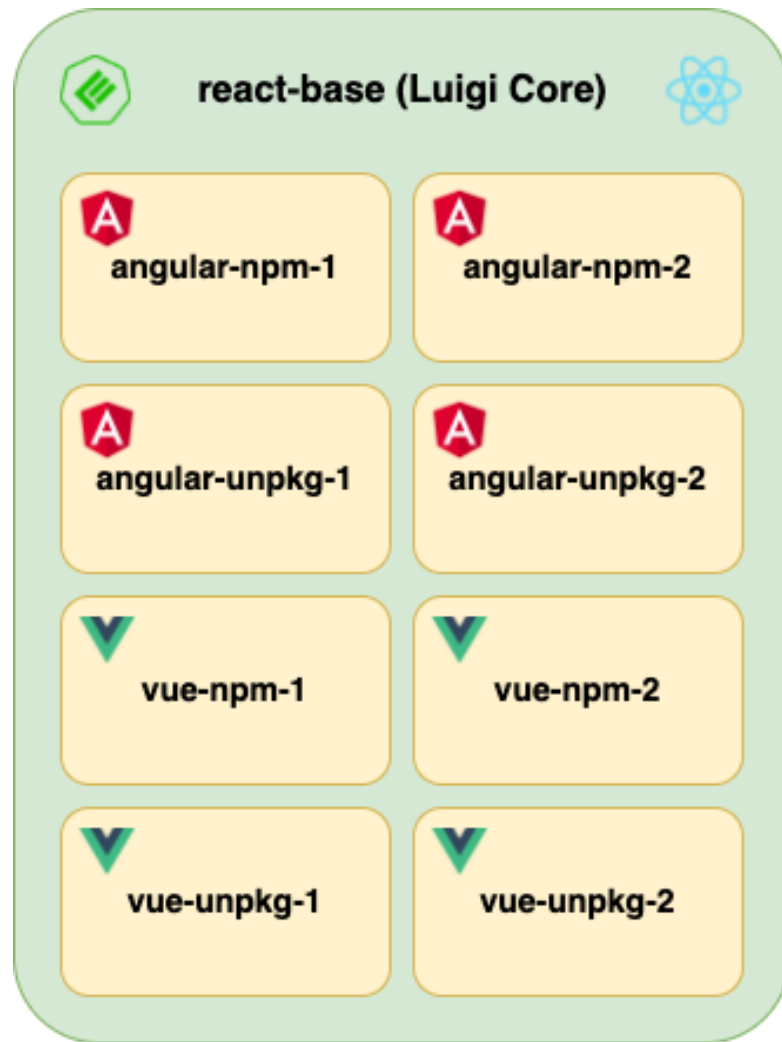 react-base (Luigi Core)
angular-npm-1
angular-npm-2
angular-unpkg-1
angular-unpkg-2
vue-npm-1
vue-npm-2
vue-unpkg-1
vue-unpkg-2